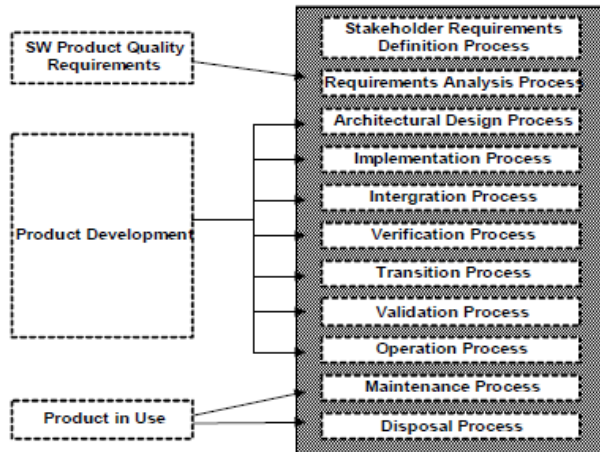 SW Product Quality
Requirements
Product Development
Product in Use
Stakeholder Requirements
Definition Process
Requirements Analysis Process
Architectural Design Process
Implementation Process
Intergration Process
Verification Process
Transition Process
Validation Process
Operation Process
Maintenance Process
Disposal Process